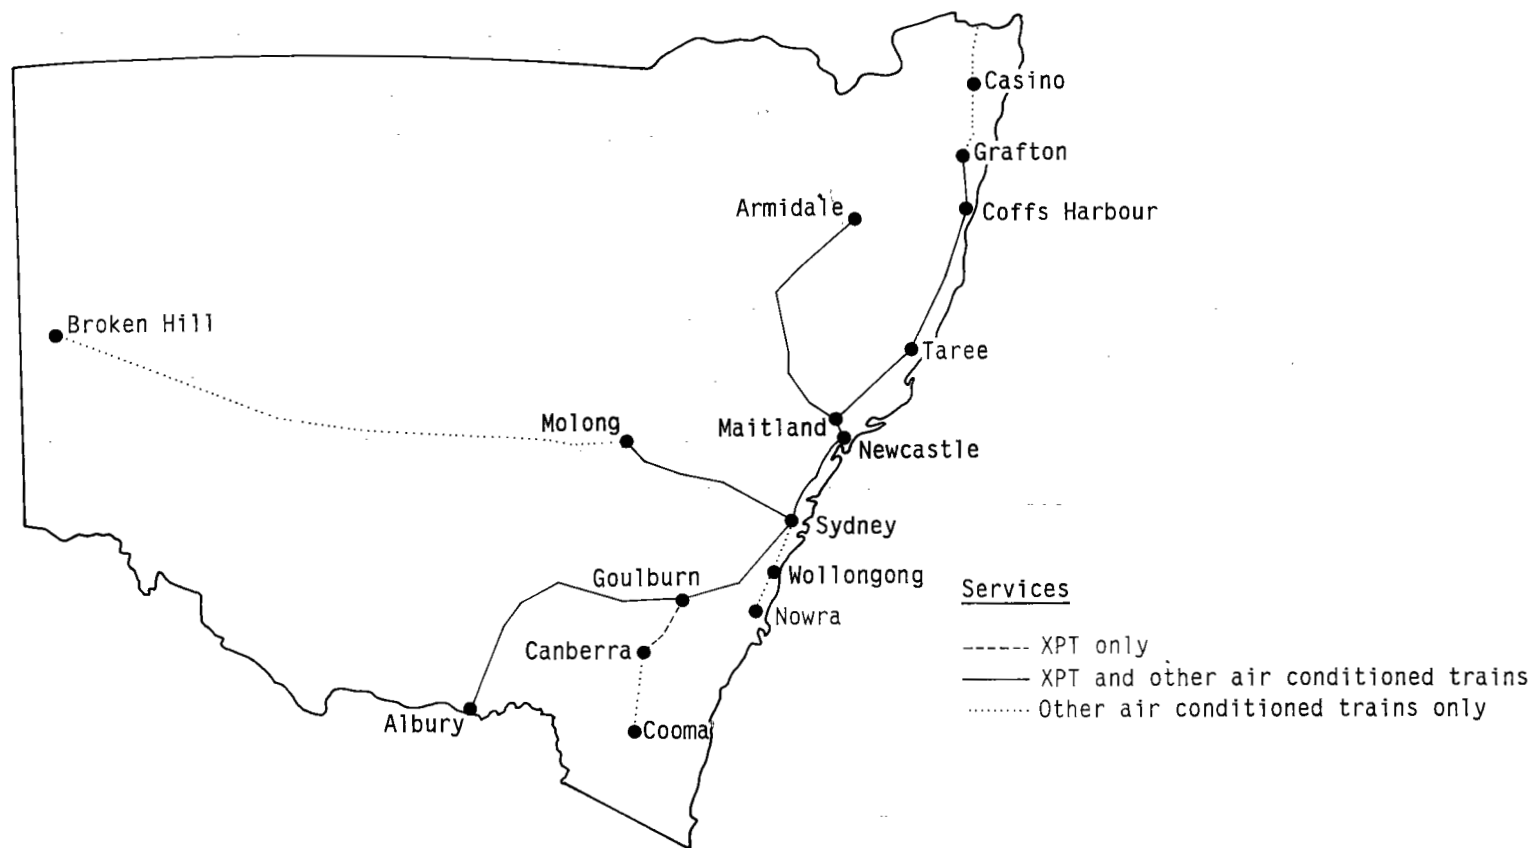 Casino
Grafton
Armidale
Coffs Harbour
Broken Hill
Taree
Molong
Maitland
Newcastle
Sydney
Goulburn
Wollongong
Nowra
Canberra
Albury
Cooma
Services
XPT only
XPT and other air conditioned trains
Other air conditioned trains only